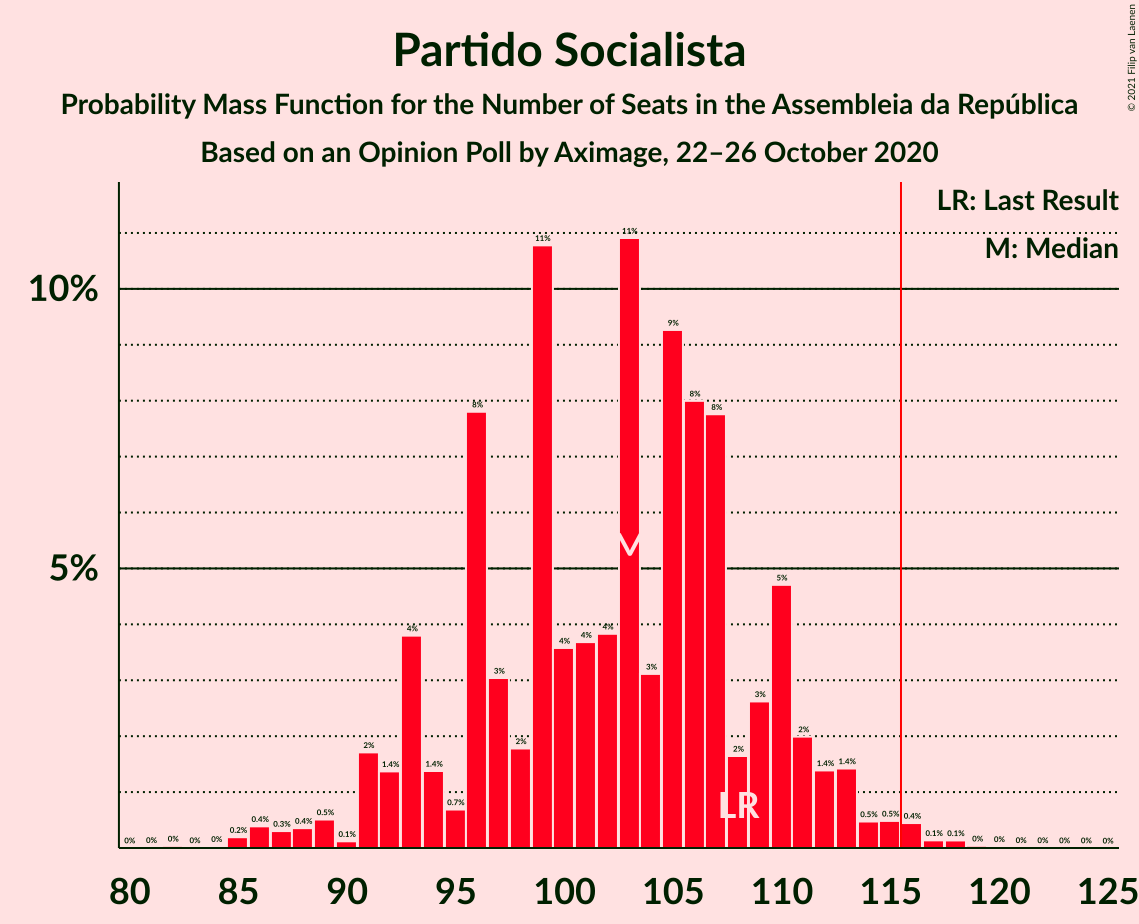 Partido Socialista
Probability Mass Function for the Number of Seats in the Assembleia da República
Based on an Opinion Poll by Aximage, 22–26 October 2020
© 2021 Filip van Laenen
LR: Last Result
M: Median
10%
5%
0% 0% 0% 0% 0% 0.2% 0.4% 0.3% 0.4% 0.5% 0.1% 2% 1.4% 4% 1.4% 0.7% 8% 3% 2% 11% 4% 4% 4% 11% 3% 9% 8% 8% 2% 3% 5% 2% 1.4% 1.4% 0.5% 0.5% 0.4% 0.1% 0.1% 0% 0% 0% 0% 0% 0% 0%
M
LR
80 85 90 95 100 105 110 115 120 125